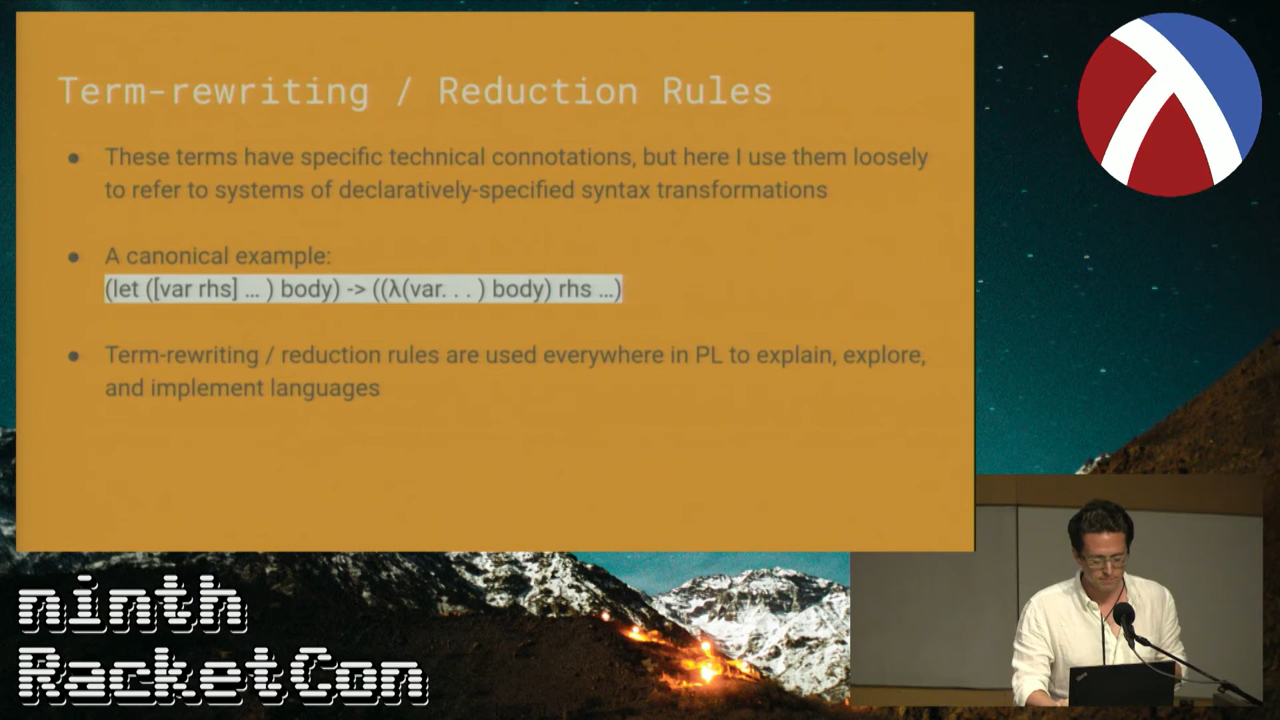 Term-rewriting / Reduction Rules
● These terms have specific technical connotations, but here I use them loosely
to refer to systems of declaratively-specified syntax transformations
● A canonical example:
(let ([var rhs] … ) body) -> ((λ(var. . . ) body) rhs …)
● Term-rewriting / reduction rules are used everywhere in PL to explain, explore,
and implement languages
ninth
RacketCon